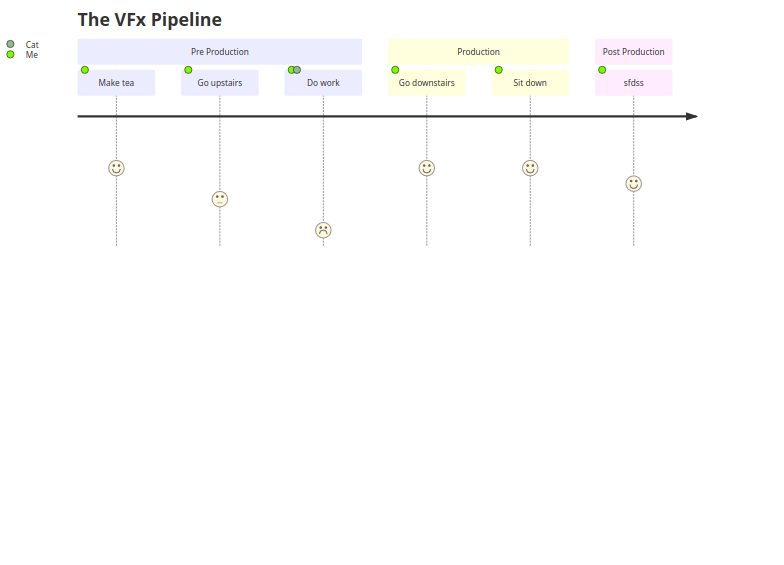 The VFx Pipeline
Cat
Me
Pre Production
Production
Post Production
Make tea
Go upstairs
Do work
Go downstairs
Sit down
sfdss